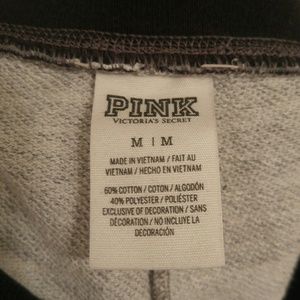 PINK
VICTORIA'S SECRET
M | M
MADE IN VIETNAM / FAIT AU
VIETNAM / HECHO EN VIETNAM
60% COTTON / COTON / ALGODÓN
40% POLYESTER / POLIÉSTER
EXCLUSIVE OF DECORATION / SANS
DÉCORATION / NO INCLUYE LA
DECORACIÓN